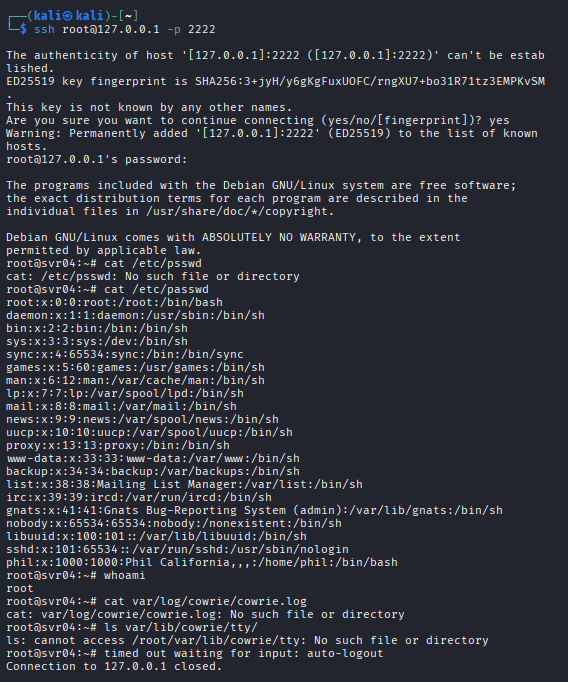 ┌──(kali㉿kali)-[~]
└─$ ssh root@127.0.0.1 -p 2222
The authenticity of host '[127.0.0.1]:2222 ([127.0.0.1]:2222)' can't be estab
lished.
ED25519 key fingerprint is SHA256:3+jyH/y6gKgFuxUOFC/rngXU7+bo31R71tz3EMPKvSM
.
This key is not known by any other names.
Are you sure you want to continue connecting (yes/no/[fingerprint])? yes
Warning: Permanently added '[127.0.0.1]:2222' (ED25519) to the list of known
hosts.
root@127.0.0.1's password:
The programs included with the Debian GNU/Linux system are free software;
the exact distribution terms for each program are described in the
individual files in /usr/share/doc/*/copyright.
Debian GNU/Linux comes with ABSOLUTELY NO WARRANTY, to the extent
permitted by applicable law.
root@svr04:~# cat /etc/psswd
cat: /etc/psswd: No such file or directory
root@svr04:~# cat /etc/passwd
root:x:0:0:root:/root:/bin/bash
daemon:x:1:1:daemon:/usr/sbin:/bin/sh
bin:x:2:2:bin:/bin:/bin/sh
sys:x:3:3:sys:/dev:/bin/sh
sync:x:4:65534:sync:/bin:/bin/sync
games:x:5:60:games:/usr/games:/bin/sh
man:x:6:12:man:/var/cache/man:/bin/sh
lp:x:7:7:lp:/var/spool/lpd:/bin/sh
mail:x:8:8:mail:/var/mail:/bin/sh
news:x:9:9:news:/var/spool/news:/bin/sh
uucp:x:10:10:uucp:/var/spool/uucp:/bin/sh
proxy:x:13:13:proxy:/bin:/bin/sh
www-data:x:33:33:www-data:/var/www:/bin/sh
backup:x:34:34:backup:/var/backups:/bin/sh
list:x:38:38:Mailing List Manager:/var/list:/bin/sh
irc:x:39:39:ircd:/var/run/ircd:/bin/sh
gnats:x:41:41:Gnats Bug-Reporting System (admin):/var/lib/gnats:/bin/sh
nobody:x:65534:65534:nobody:/nonexistent:/bin/sh
libuuid:x:100:101::/var/lib/libuuid:/bin/sh
sshd:x:101:65534::/var/run/sshd:/usr/sbin/nologin
phil:x:1000:1000:Phil California,,,:/home/phil:/bin/bash
root@svr04:~# whoami
root
root@svr04:~# cat var/log/cowrie/cowrie.log
cat: var/log/cowrie/cowrie.log: No such file or directory
root@svr04:~# ls var/lib/cowrie/tty/
ls: cannot access /root/var/lib/cowrie/tty: No such file or directory
root@svr04:~# timed out waiting for input: auto-logout
Connection to 127.0.0.1 closed.